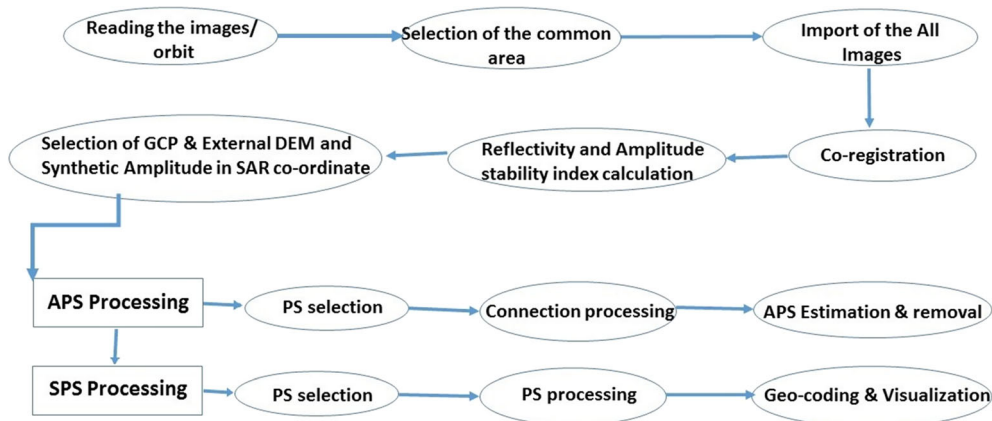 Reading the images/
orbit
Selection of the common
area
Import of the All
Images
Selection of GCP & External DEM and
Synthetic Amplitude in SAR co-ordinate
Reflectivity and Amplitude
stability index calculation
Co-registration
APS Processing
PS selection
Connection processing
APS Estimation & removal
SPS Processing
PS selection
PS processing
Geo-coding & Visualization